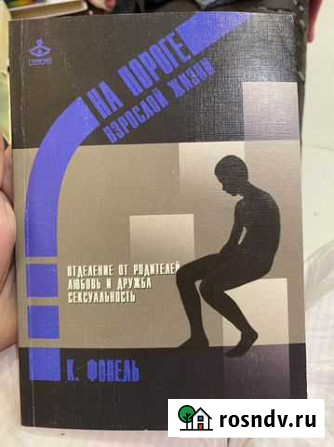 НА ПОРОГЕ
ВЗРОСЛОЙ ЖИЗНИ
ОТДЕЛЕНИЕ ОТ РОДИТЕЛЕЙ
ЛЮБОВЬ И ДРУЖБА
СЕКСУАЛЬНОСТЬ
К. ФОПЕЛЬ
rosndv.ru